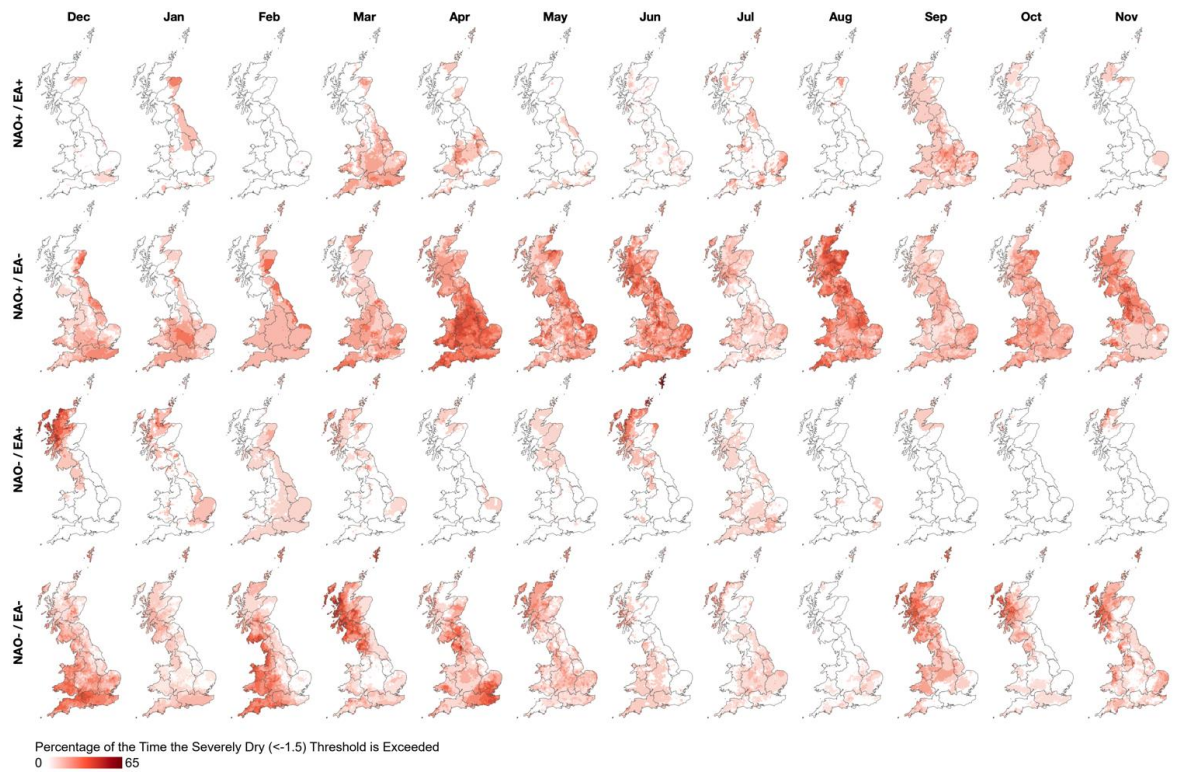 Dec Jan Feb Mar Apr May Jun Jul Aug Sep Oct Nov
NAO+ / EA+
NAO+ / EA-
NAO- / EA+
NAO- / EA-
Percentage of the Time the Severely Dry (<-1.5) Threshold is Exceeded
0 65